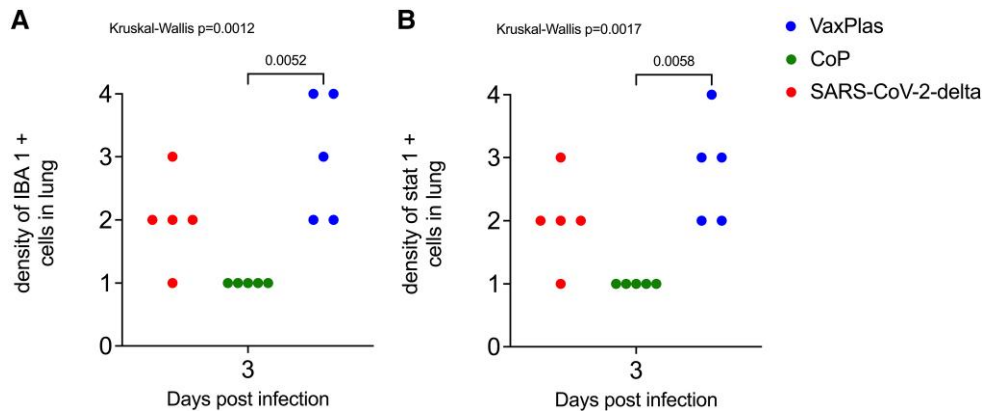 A
Kruskal-Wallis p=0.0012
0.0052
density of IBA 1 +
cells in lung
4
3
2
1
0
3
Days post infection
B
Kruskal-Wallis p=0.0017
0.0058
density of stat 1 +
cells in lung
4
3
2
1
0
3
Days post infection
VaxPlas
CoP
SARS-CoV-2-delta